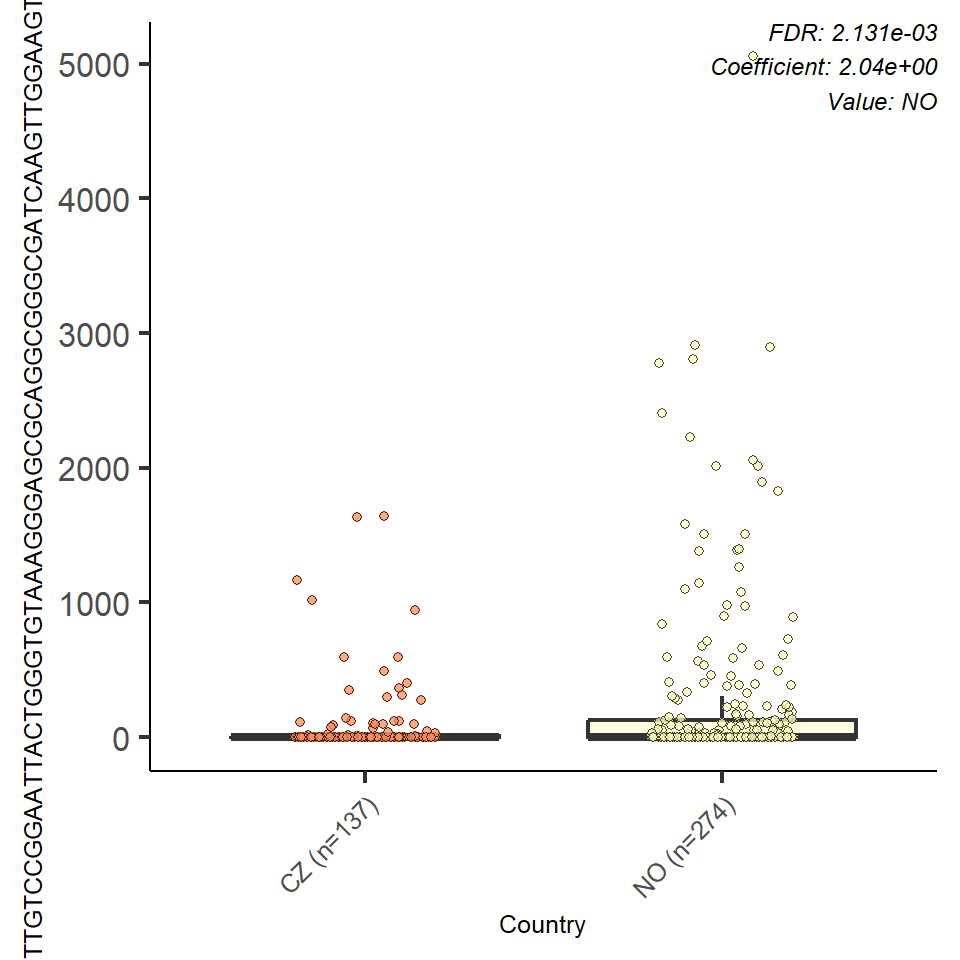 TTGTCCGGAATTACTGGGTGTAAAGGGAGCGCAGGCGGGCGATCAAGTTGGAAGT
FDR: 2.131e-03
Coefficient: 2.04e+00
Value: NO
5000
4000
3000
2000
1000
0
CZ (n=137)
NO (n=274)
Country